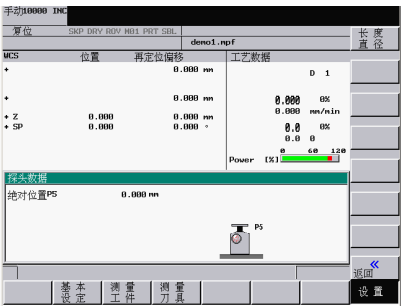 手动10000 INC
复位 SKP DRY ROV M01 PRT SBL
demo1.mpf
长度
直径
WCS 位置 再定位偏移 工艺数据
+ 0.000 mm D 1
+ 0.000 mm 0.000 0%
+ Z 0.000 0.000 mm 0.000 mm/min
+ SP 0.000 0.000 ° 0.0 0%
0.0 0
0 60 120
Power [%]
探头数据
绝对位置P5 0.000 mm
P5
«
返回
基本设定 测量工件 测量刀具 设置